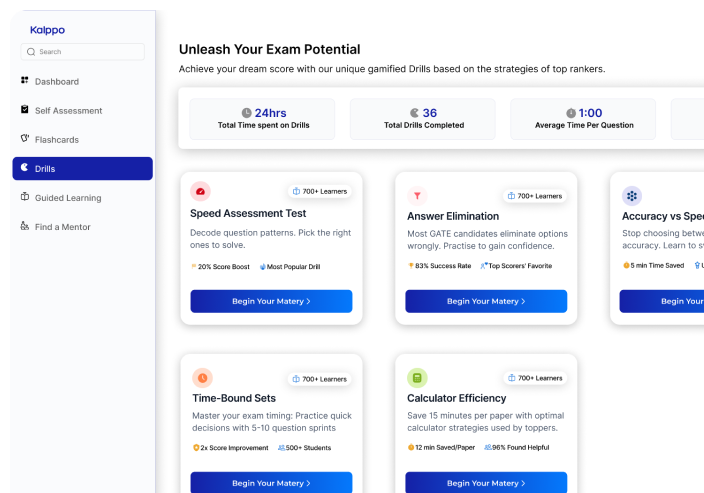 Kalppo
Search
Dashboard
Self Assessment
Flashcards
Drills
Guided Learning
Find a Mentor
Unleash Your Exam Potential
Achieve your dream score with our unique gamified Drills based on the strategies of top rankers.
24hrs
Total Time spent on Drills
36
Total Drills Completed
1:00
Average Time Per Question
700+ Learners
Speed Assessment Test
Decode question patterns. Pick the right
ones to solve.
20% Score Boost Most Popular Drill
Begin Your Matery >
700+ Learners
Answer Elimination
Most GATE candidates eliminate options
wrongly. Practise to gain confidence.
83% Success Rate Top Scorers' Favorite
Begin Your Matery >
Accuracy vs Spe
Stop choosing betw
accuracy. Learn to s
5 min Time Saved
Begin Your
700+ Learners
Time-Bound Sets
Master your exam timing: Practice quick
decisions with 5-10 question sprints
2x Score Improvement 500+ Students
Begin Your Matery >
700+ Learners
Calculator Efficiency
Save 15 minutes per paper with optimal
calculator strategies used by toppers.
12 min Saved/Paper 96% Found Helpful
Begin Your Matery >